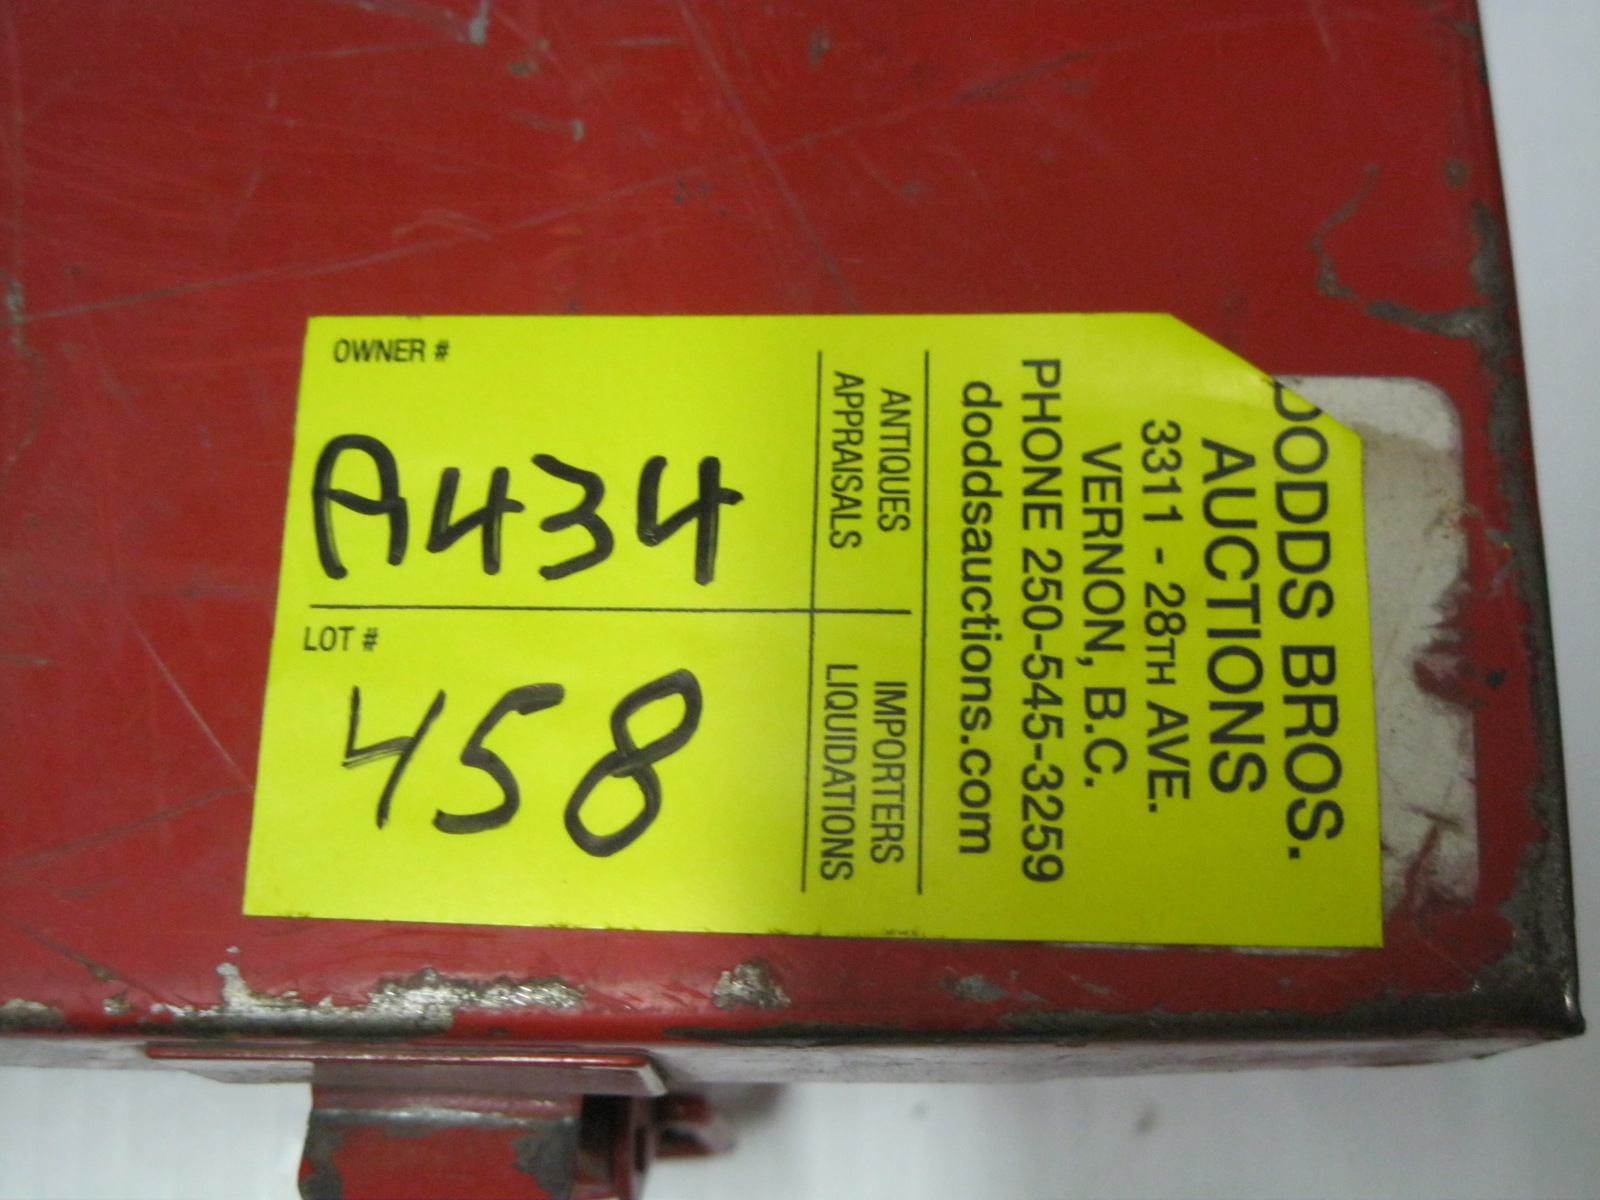 DODDS BROS.
AUCTIONS
3311 - 28TH AVE.
VERNON, B.C.
PHONE 250-545-3259
doddsauctions.com
ANTIQUES
APPRAISALS
IMPORTERS
LIQUIDATIONS
OWNER #
A434
LOT #
458